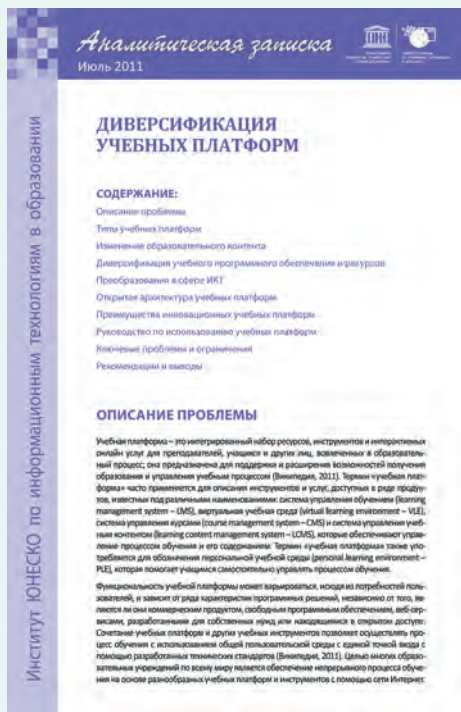 Аналитическая записка
Июль 2011
Институт ЮНЕСКО по информационным технологиям в образовании
ДИВЕРСИФИКАЦИЯ
УЧЕБНЫХ ПЛАТФОРМ
СОДЕРЖАНИЕ:
Описание проблемы
Типы учебных платформ
Изменение образовательного контента
Диверсификация учебного программного обеспечения и ресурсов
Преобразования в сфере ИКТ
Открытая архитектура учебных платформ
Преимущества инновационных учебных платформ
Руководство по использованию учебных платформ
Ключевые проблемы и ограничения
Рекомендации и выводы
ОПИСАНИЕ ПРОБЛЕМЫ
Учебная платформа – это интегрированный набор ресурсов, инструментов и интерактивных
онлайн услуг для преподавателей, учащихся и других лиц, вовлеченных в образователь-
ный процесс; она предназначена для поддержки и расширения возможностей получения
образования и управления учебным процессом (Википедия, 2011). Термин «учебная плат-
форма» часто применяется для описания инструментов и услуг, доступных в ряде продук-
тов, известных под различными наименованиями: система управления обучением (learning
management system – LMS), виртуальная учебная среда (virtual learning environment – VLE),
система управления курсами (course management system – CMS) и система управления учеб-
ным контентом (learning content management system – LCMS), которые обеспечивают управ-
ление процессом обучения и его содержанием. Термин «учебная платформа» также упо-
требляется для обозначения персональной учебной среды (personal learning environment –
PLE), которая помогает учащимся самостоятельно управлять процессом обучения.
Функциональность учебной платформы может варьироваться, исходя из потребностей поль-
зователей, и зависит от ряда характеристик программных решений, независимо от того, яв-
ляются ли они коммерческим продуктом, свободным программным обеспечением, веб-сер-
висами, разработанными для собственных нужд или находящимися в открытом доступе.
Сочетание учебных платформ и других учебных инструментов позволяет осуществлять про-
цесс обучения с использованием общей пользовательской среды с единой точкой входа с
помощью разработанных технических стандартов (Википедия, 2011). Целью многих образо-
вательных учреждений по всему миру является обеспечение непрерывного процесса обуче-
ния на основе разнообразных учебных платформ и инструментов с помощью сети Интернет.